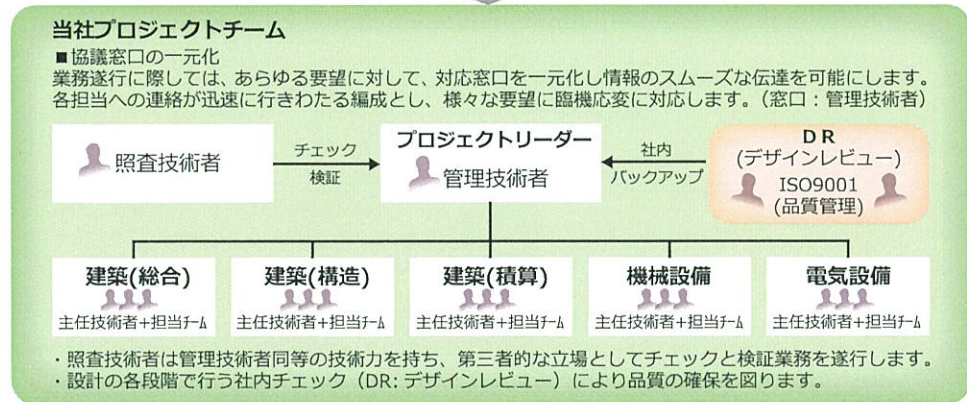 当社プロジェクトチーム
■協議窓口の一元化
業務遂行に際しては、あらゆる要望に対して、対応窓口を一元化し情報のスムーズな伝達を可能にします。
各担当への連絡が迅速に行きわたる編成とし、様々な要望に臨機応変に対応します。（窓口：管理技術者）
照査技術者
チェック
検証
プロジェクトリーダー
管理技術者
社内
バックアップ
DR
(デザインレビュー)
ISO9001
(品質管理)
建築(総合)
主任技術者+担当ﾁｰﾑ
建築(構造)
主任技術者+担当ﾁｰﾑ
建築(積算)
主任技術者+担当ﾁｰﾑ
機械設備
主任技術者+担当ﾁｰﾑ
電気設備
主任技術者+担当ﾁｰﾑ
・照査技術者は管理技術者同等の技術力を持ち、第三者的な立場としてチェックと検証業務を遂行します。
・設計の各段階で行う社内チェック（DR:デザインレビュー）により品質の確保を図ります。